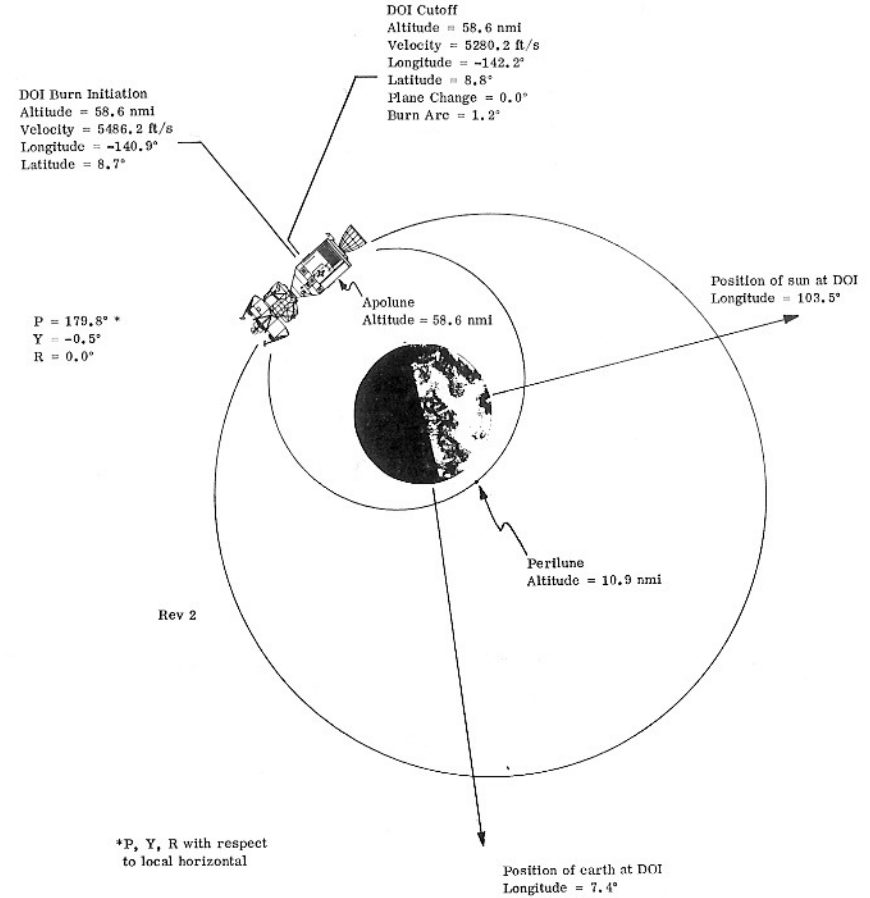 DOI Cutoff
Altitude = 58.6 nmi
Velocity = 5280.2 ft/s
Longitude = -142.2°
Latitude = 8.8°
Plane Change = 0.0°
Burn Arc = 1.2°
DOI Burn Initiation
Altitude = 58.6 nmi
Velocity = 5486.2 ft/s
Longitude = -140.9°
Latitude = 8.7°
Position of sun at DOI
Longitude = 103.5°
Apolune
Altitude = 58.6 nmi
P = 179.8° *
Y = -0.5°
R = 0.0°
Perilune
Altitude = 10.9 nmi
Rev 2
*P, Y, R with respect
to local horizontal
Position of earth at DOI
Longitude = 7.4°